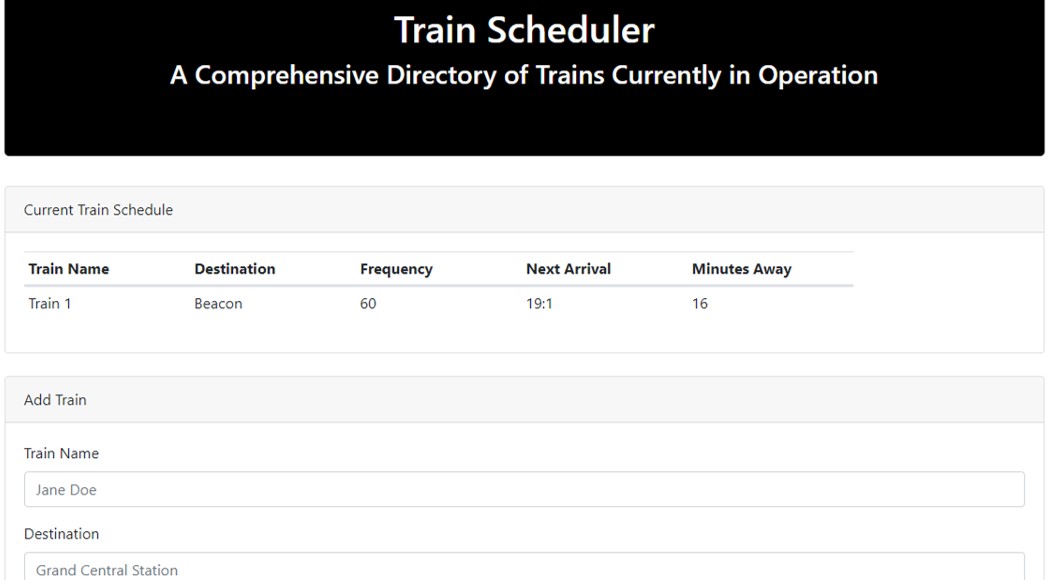 Train Scheduler
A Comprehensive Directory of Trains Currently in Operation
Current Train Schedule
Train Name Destination Frequency Next Arrival Minutes Away
Train 1 Beacon 60 19:1 16
Add Train
Train Name
Jane Doe
Destination
Grand Central Station